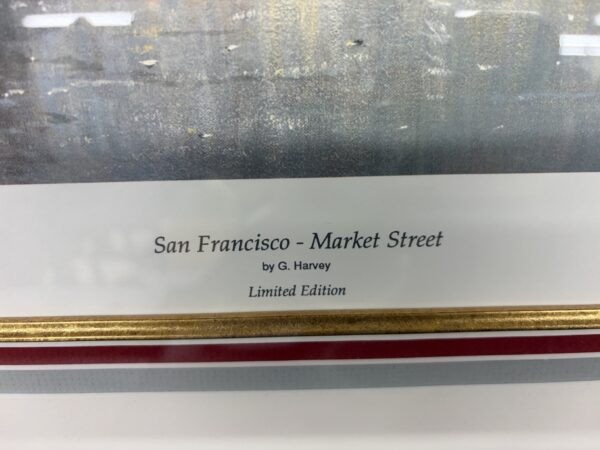 San Francisco - Market Street
by G. Harvey
Limited Edition